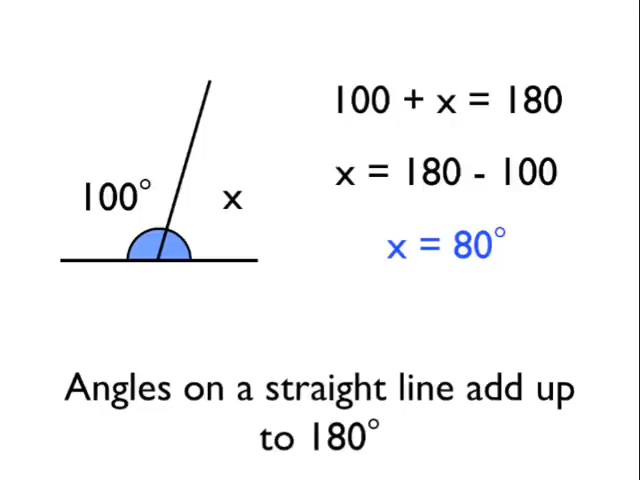 100°
x
100 + x = 180
x = 180 - 100
x = 80°
Angles on a straight line add up
to 180°